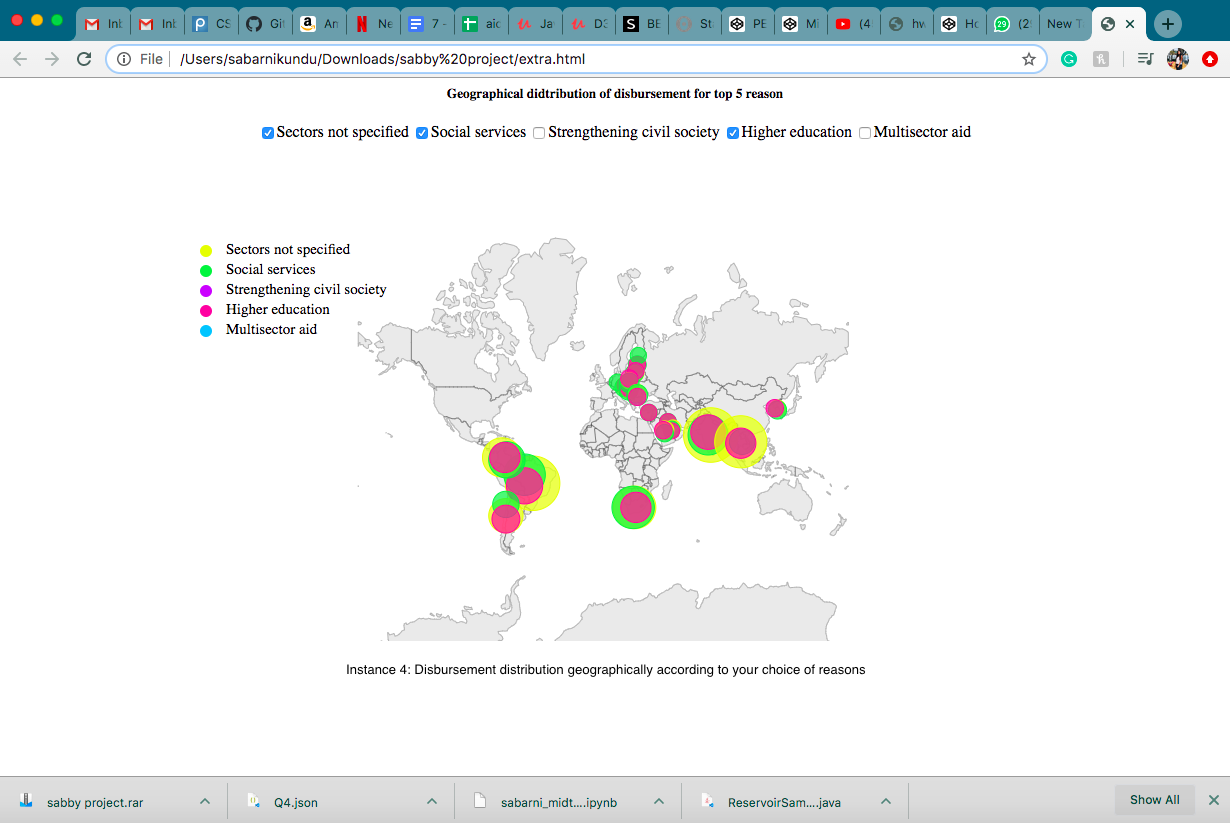 Inl Inl CS Git An Ne 7 - aid Ja D3 BE St PE Mi (4 hv Ho (2 New T
File /Users/sabarnikundu/Downloads/sabby%20project/extra.html
Geographical didtribution of disbursement for top 5 reason
Sectors not specified Social services Strengthening civil society Higher education Multisector aid
Sectors not specified
Social services
Strengthening civil society
Higher education
Multisector aid
Instance 4: Disbursement distribution geographically according to your choice of reasons
sabby project.rar Q4.json sabarni_midt....ipynb ReservoirSam....java Show All